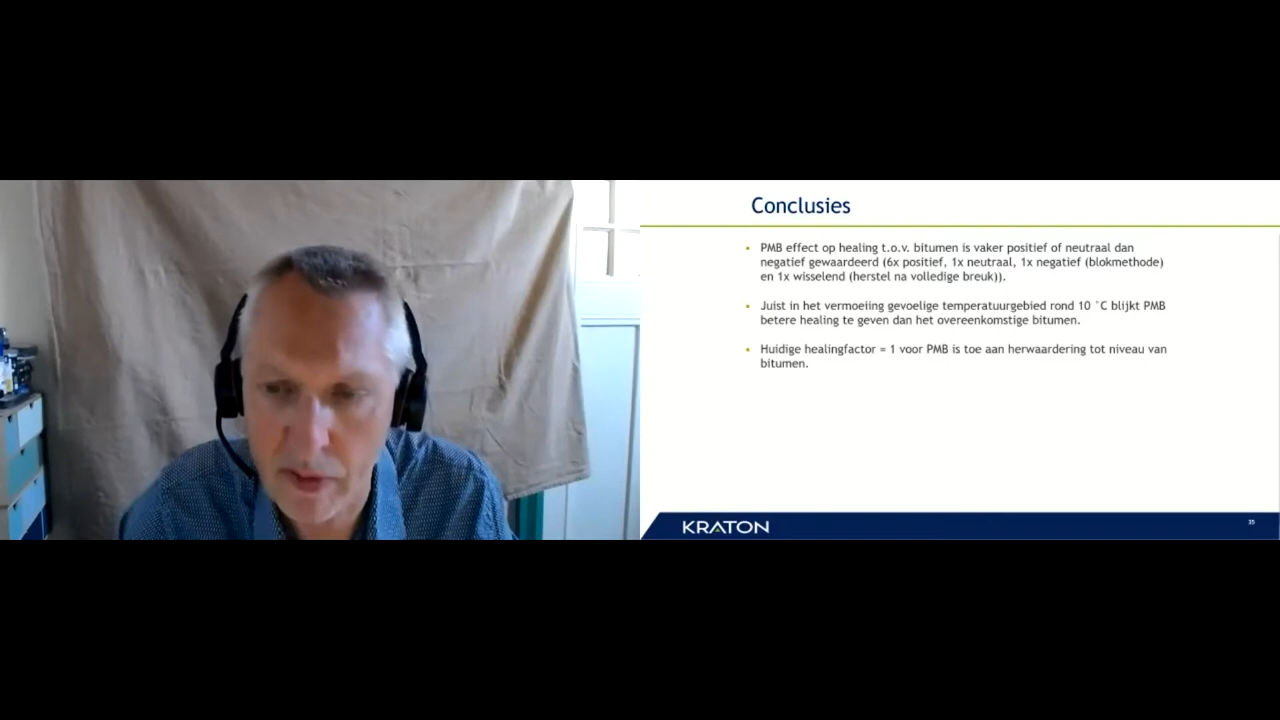 Conclusies
• PMB effect op healing t.o.v. bitumen is vaker positief of neutraal dan
negatief gewaardeerd (6x positief, 1x neutraal, 1x negatief (blokmethode)
en 1x wisselend (herstel na volledige breuk)).
• Juist in het vermoeiing gevoelige temperatuurgebied rond 10 °C blijkt PMB
betere healing te geven dan het overeenkomstige bitumen.
• Huidige healingfactor = 1 voor PMB is toe aan herwaardering tot niveau van
bitumen.
KRATON